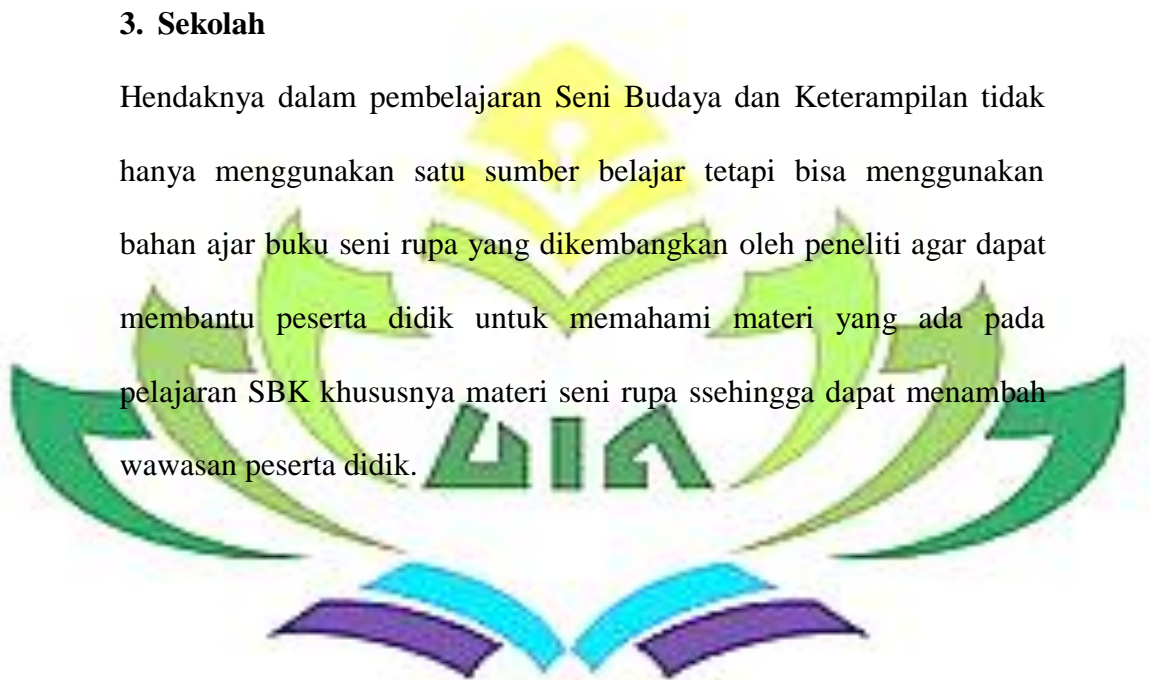 3. Sekolah
Hendaknya dalam pembelajaran Seni Budaya dan Keterampilan tidak
hanya menggunakan satu sumber belajar tetapi bisa menggunakan
bahan ajar buku seni rupa yang dikembangkan oleh peneliti agar dapat
membantu peserta didik untuk memahami materi yang ada pada
pelajaran SBK khususnya materi seni rupa ssehingga dapat menambah
wawasan peserta didik.
UIN